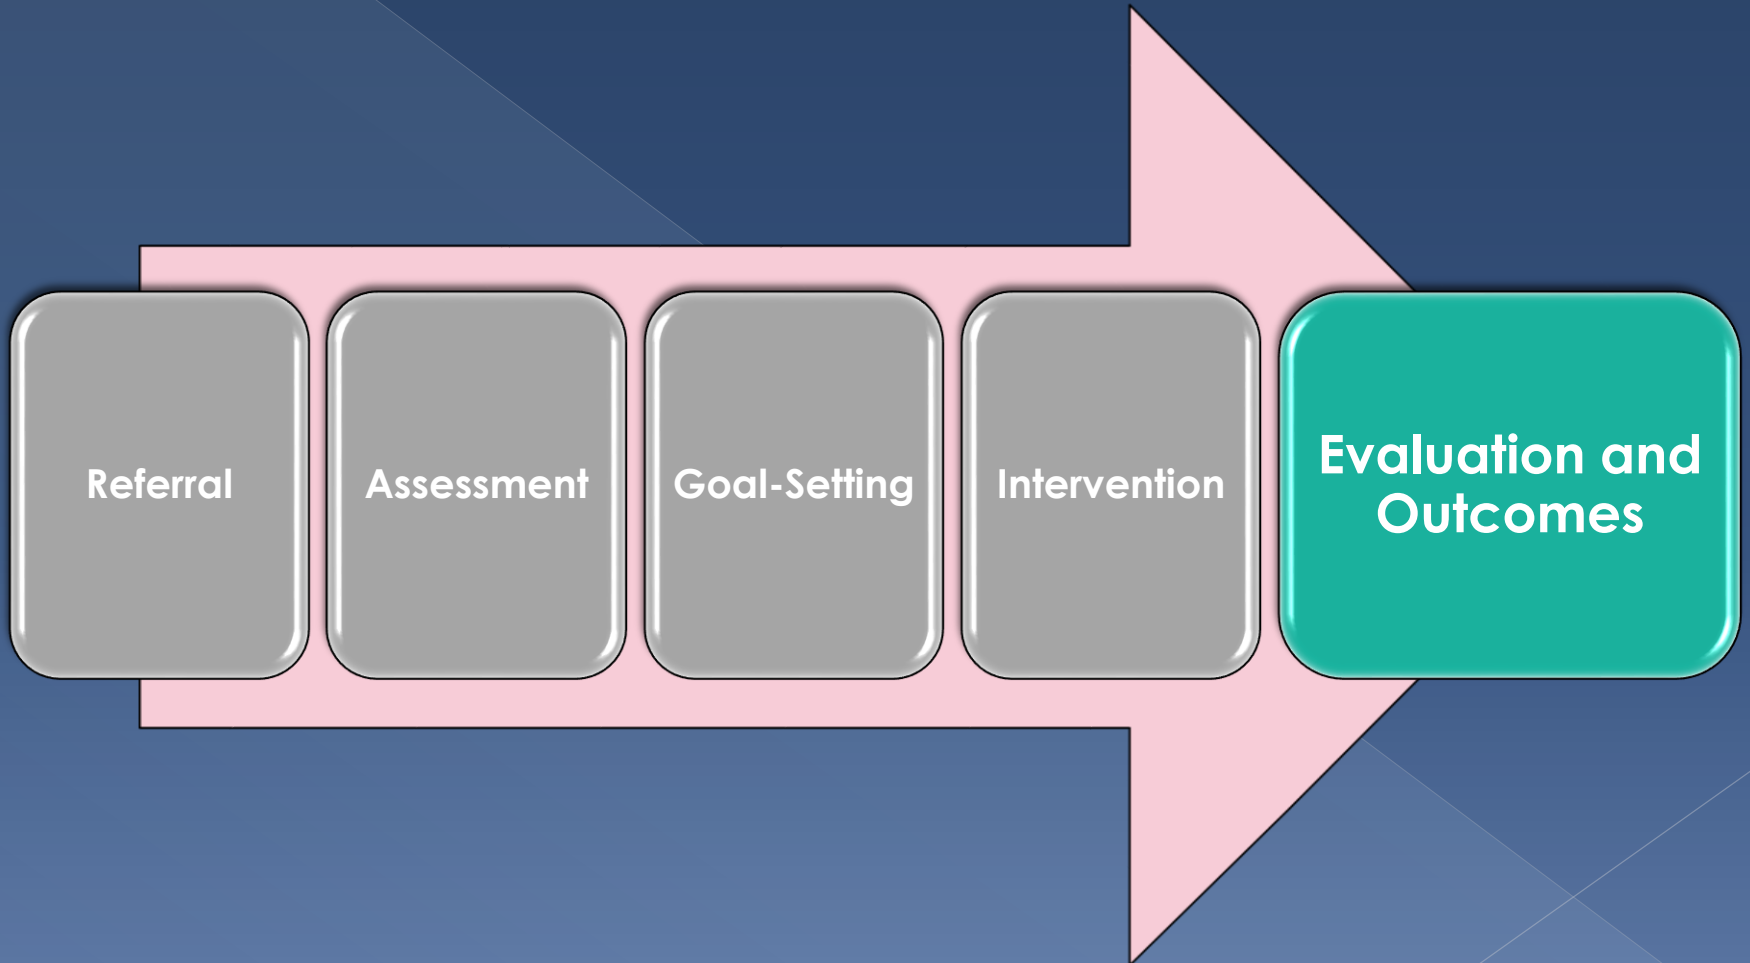 Referral
Assessment
Goal-Setting
Intervention
Evaluation and
Outcomes